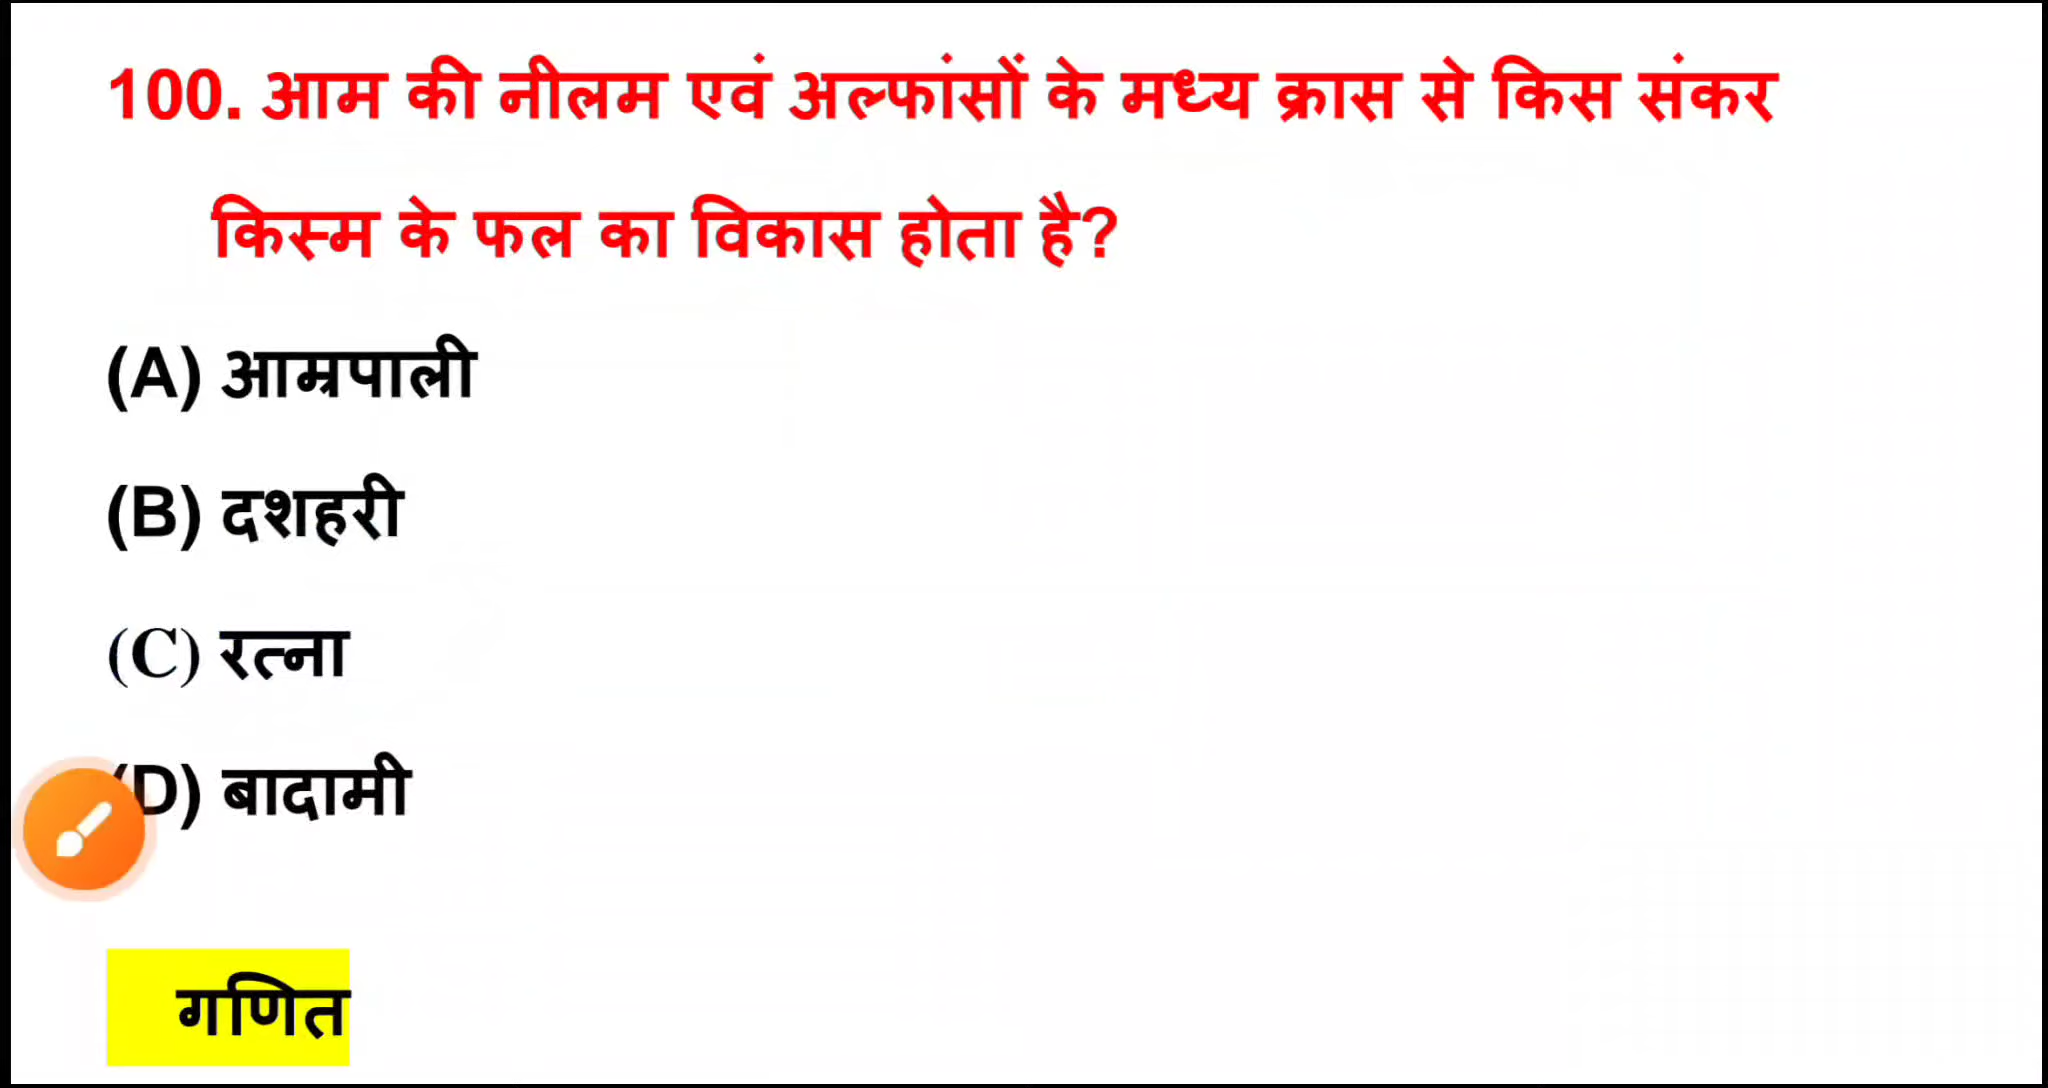 100. आम की नीलम एवं अल्फांसों के मध्य क्रास से किस संकर
किस्म के फल का विकास होता है?
(A) आम्रपाली
(B) दशहरी
(C) रत्ना
(D) बादामी
गणित